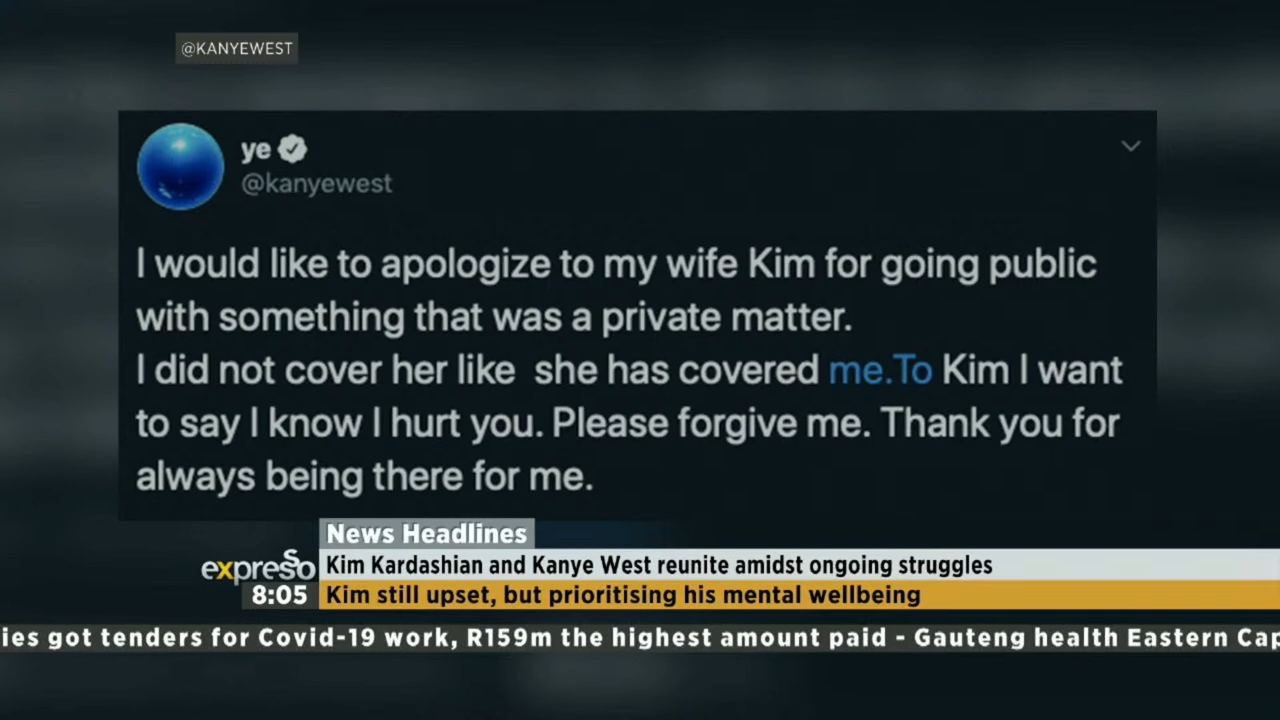 @KANYEWEST
ye
@kanyewest
I would like to apologize to my wife Kim for going public
with something that was a private matter.
I did not cover her like  she has covered me.To Kim I want
to say I know I hurt you. Please forgive me. Thank you for
always being there for me.
News Headlines
expresso
Kim Kardashian and Kanye West reunite amidst ongoing struggles
8:05
Kim still upset, but prioritising his mental wellbeing
ies got tenders for Covid-19 work, R159m the highest amount paid - Gauteng health Eastern Cap